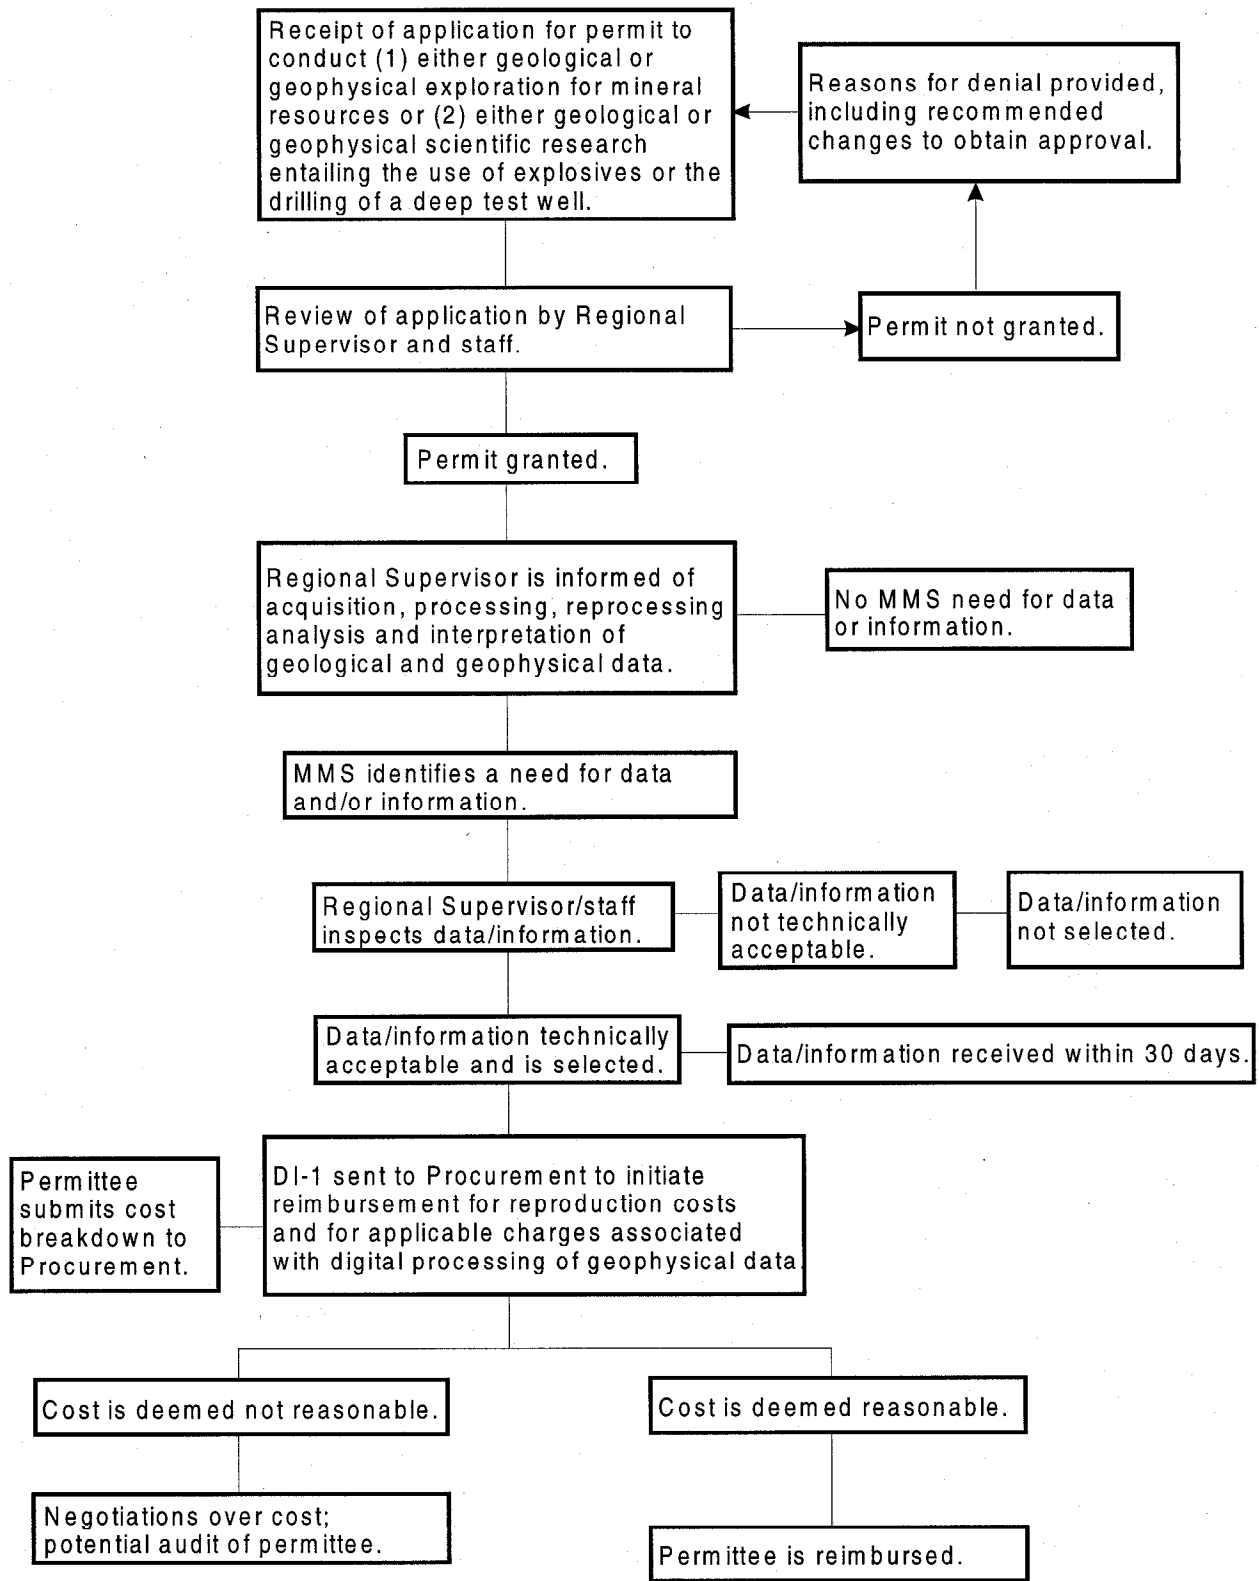 Receipt of application for permit to
conduct (1) either geological or
geophysical exploration for mineral
resources or (2) either geological or
geophysical scientific research
entailing the use of explosives or the
drilling of a deep test well.
Reasons for denial provided,
including recommended
changes to obtain approval.
Review of application by Regional
Supervisor and staff.
Permit not granted.
Permit granted.
Regional Supervisor is informed of
acquisition, processing, reprocessing
analysis and interpretation of
geological and geophysical data.
No MMS need for data
or information.
MMS identifies a need for data
and/or information.
Regional Supervisor/staff
inspects data/information.
Data/information
not technically
acceptable.
Data/information
not selected.
Data/information technically
acceptable and is selected.
Data/information received within 30 days.
Permittee
submits cost
breakdown to
Procurement.
DI-1 sent to Procurement to initiate
reimbursement for reproduction costs
and for applicable charges associated
with digital processing of geophysical data
Cost is deemed not reasonable.
Cost is deemed reasonable.
Negotiations over cost;
potential audit of permittee.
Permittee is reimbursed.